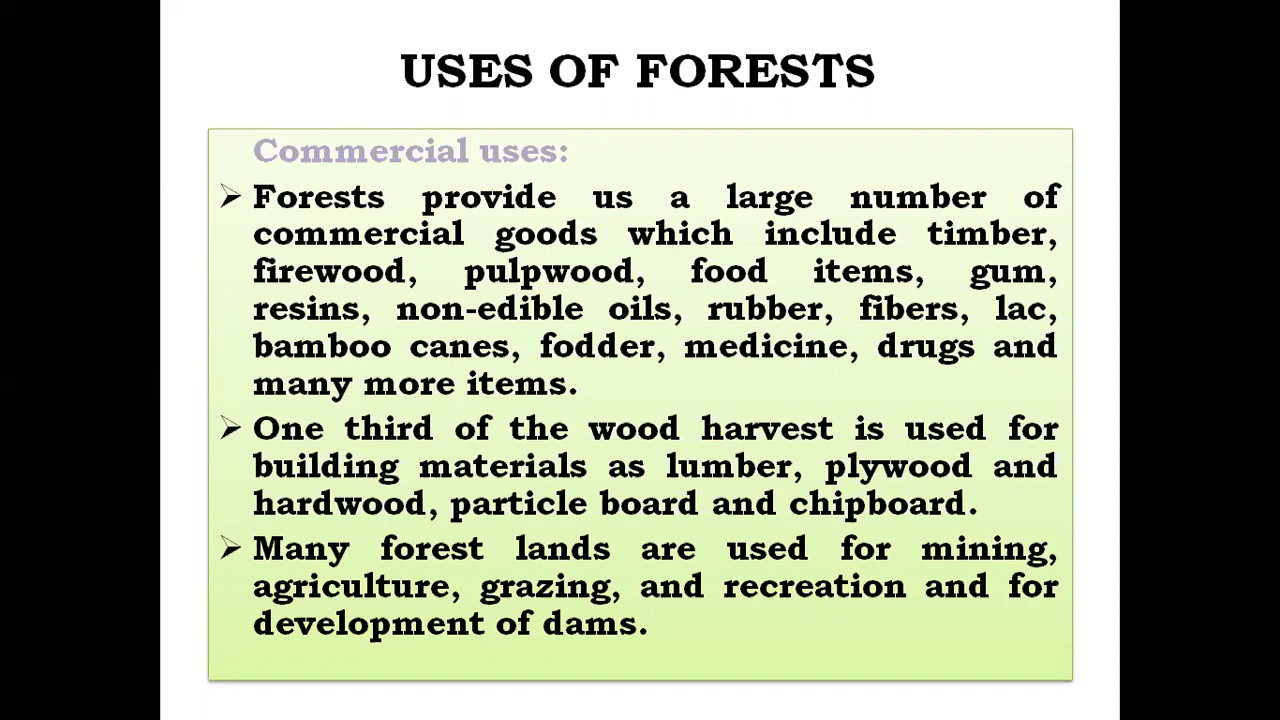 USES OF FORESTS
Commercial uses:
➢ Forests provide us a large number of
commercial goods which include timber,
firewood, pulpwood, food items, gum,
resins, non-edible oils, rubber, fibers, lac,
bamboo canes, fodder, medicine, drugs and
many more items.
➢ One third of the wood harvest is used for
building materials as lumber, plywood and
hardwood, particle board and chipboard.
➢ Many forest lands are used for mining,
agriculture, grazing, and recreation and for
development of dams.